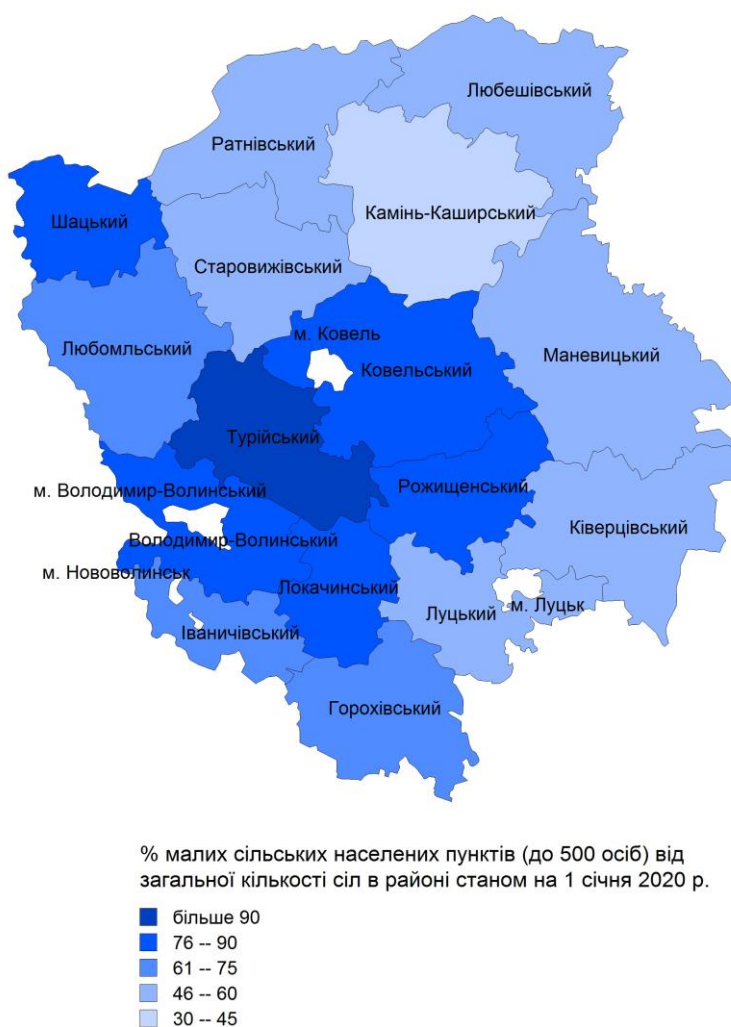 Любешівський
Ратнівський
Камінь-Каширський
Шацький
Старовижівський
м. Ковель
Любомльський
Маневицький
Ковельський
Турійський
Рожищенський
м. Володимир-Волинський
Ківерцівський
Володимир-Волинський
м. Нововолинськ
Локачинський
Луцький
м. Луцьк
Іваничівський
Горохівський
% малих сільських населених пунктів (до 500 осіб) від
загальної кількості сіл в районі станом на 1 січня 2020 р.
більше 90
76 -- 90
61 -- 75
46 -- 60
30 -- 45